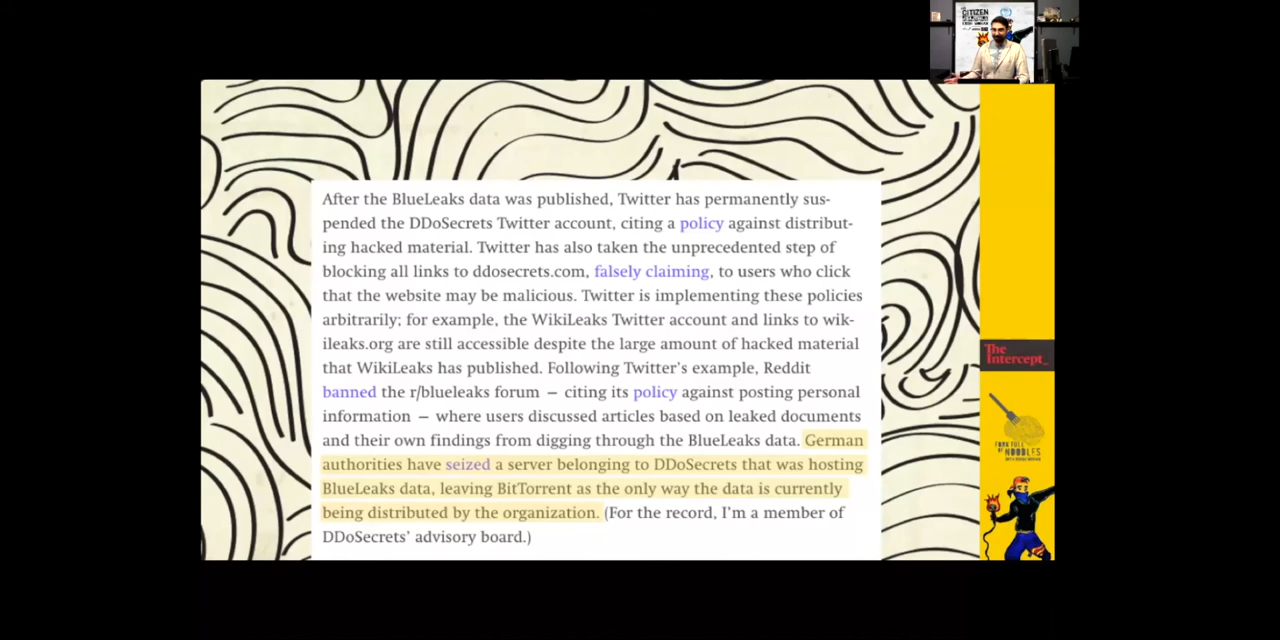 THE
CITIZEN
REVOLUTION
After the BlueLeaks data was published, Twitter has permanently sus-
pended the DDoSecrets Twitter account, citing a policy against distribut-
ing hacked material. Twitter has also taken the unprecedented step of
blocking all links to ddosecrets.com, falsely claiming, to users who click
that the website may be malicious. Twitter is implementing these policies
arbitrarily; for example, the WikiLeaks Twitter account and links to wik-
ileaks.org are still accessible despite the large amount of hacked material
that WikiLeaks has published. Following Twitter's example, Reddit
banned the r/blueleaks forum — citing its policy against posting personal
information — where users discussed articles based on leaked documents
and their own findings from digging through the BlueLeaks data. German
authorities have seized a server belonging to DDoSecrets that was hosting
BlueLeaks data, leaving BitTorrent as the only way the data is currently
being distributed by the organization. (For the record, I'm a member of
DDoSecrets' advisory board.)
The
Intercept_
FORK FULL
OF NOODLES